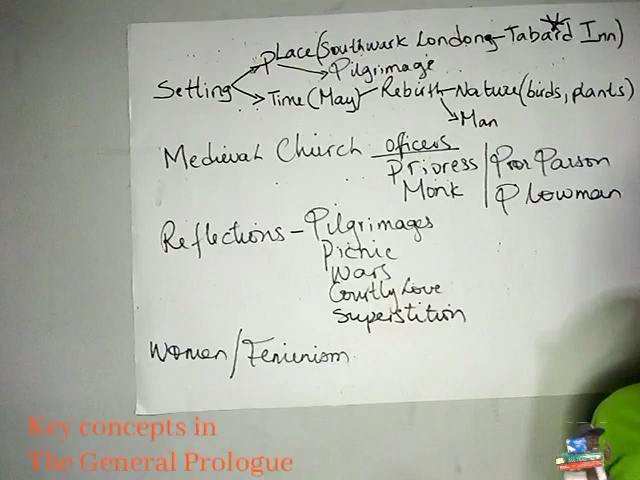 Place (Southwark London - Tabard Inn)
Pilgrimage
Setting
Time (May) - Rebirth - Nature (birds, plants)
Man
Medieval Church officers
Prioress / Poor Parson
Monk Plowman
Reflections - Pilgrimages
Picnic
Wars
Courtly Love
Superstition
Women / Feminism
Key concepts in
The General Prologue